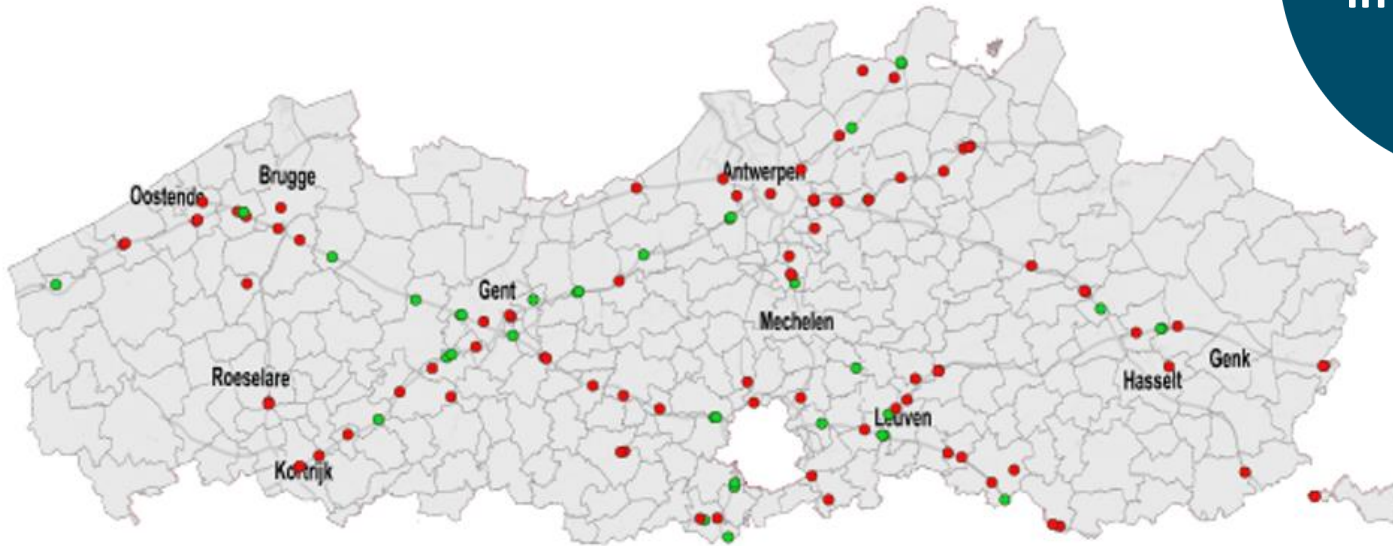 Brugge
Oostende
Antwerpen
Gent
Mechelen
Genk
Roeselare
Hasselt
Leuven
Kortrijk